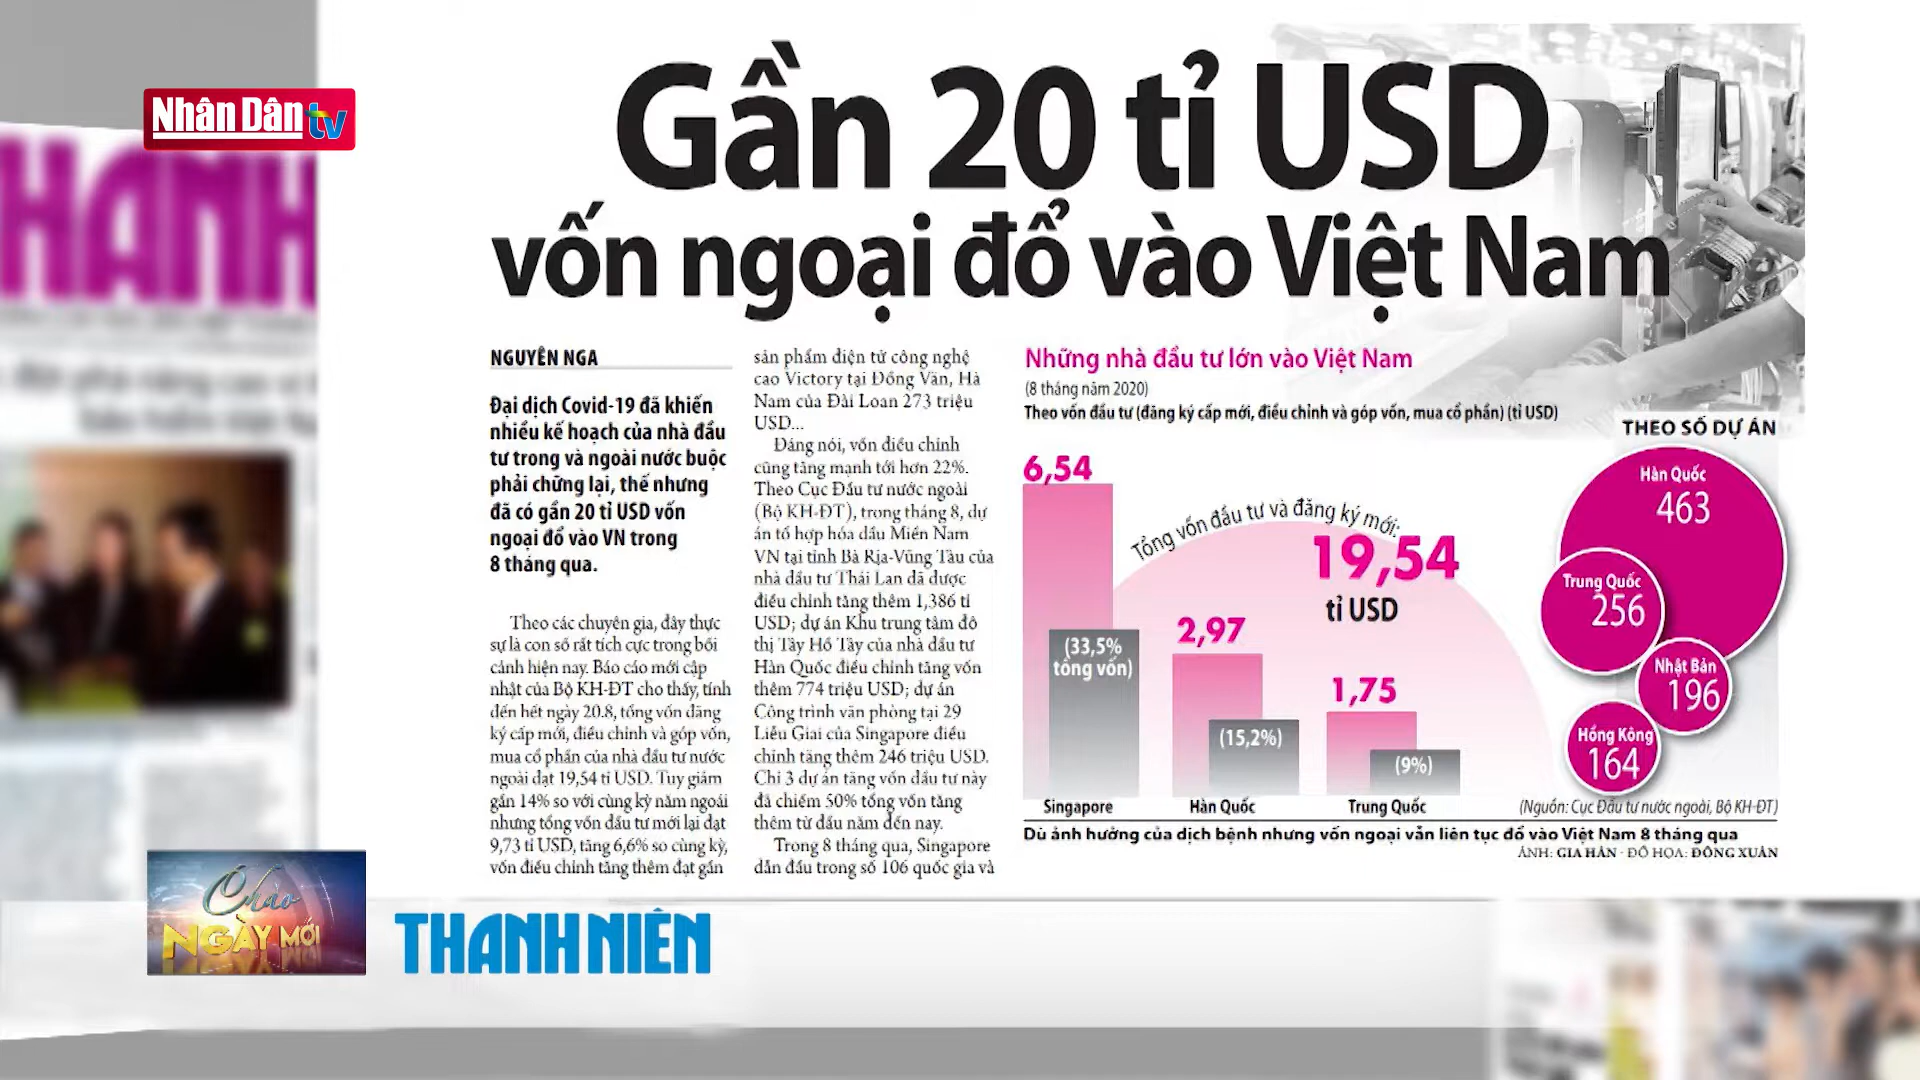 Nhân Dân tv
HANH
Gần 20 tỉ USD
vốn ngoại đổ vào Việt Nam
NGUYÊN NGA
Đại dịch Covid-19 đã khiến
nhiều kế hoạch của nhà đầu
tư trong và ngoài nước buộc
phải chững lại, thế nhưng
đã có gần 20 tỉ USD vốn
ngoại đổ vào VN trong
8 tháng qua.
Theo các chuyên gia, đây thực
sự là con số rất tích cực trong bối
cảnh hiện nay. Báo cáo mới cập
nhật của Bộ KH-ĐT cho thấy, tính
đến hết ngày 20.8, tổng vốn đăng
ký cấp mới, điều chỉnh và góp vốn,
mua cổ phần của nhà đầu tư nước
ngoài đạt 19,54 tỉ USD. Tuy giảm
gần 14% so với cùng kỳ năm ngoái
nhưng tổng vốn đầu tư mới lại đạt
9,73 tỉ USD, tăng 6,6% so cùng kỳ,
vốn điều chỉnh tăng thêm đạt gần
sản phẩm điện tử công nghệ
cao Victory tại Đồng Văn, Hà
Nam của Đài Loan 273 triệu
USD...
Đáng nói, vốn điều chỉnh
cũng tăng mạnh tới hơn 22%.
Theo Cục Đầu tư nước ngoài
(Bộ KH-ĐT), trong tháng 8, dự
án tổ hợp hóa dầu Miền Nam
VN tại tỉnh Bà Rịa-Vũng Tàu của
nhà đầu tư Thái Lan đã được
điều chỉnh tăng thêm 1,386 tỉ
USD; dự án Khu trung tâm đô
thị Tây Hồ Tây của nhà đầu tư
Hàn Quốc điều chỉnh tăng vốn
thêm 774 triệu USD; dự án
Công trình văn phòng tại 29
Liễu Giai của Singapore điều
chỉnh tăng thêm 246 triệu USD.
Chỉ 3 dự án tăng vốn đầu tư này
đã chiếm 50% tổng vốn tăng
thêm từ đầu năm đến nay.
Trong 8 tháng qua, Singapore
dẫn đầu trong số 106 quốc gia và
Những nhà đầu tư lớn vào Việt Nam
(8 tháng năm 2020)
Theo vốn đầu tư (đăng ký cấp mới, điều chỉnh và góp vốn, mua cổ phần) (tỉ USD)
6,54
(33,5%
tổng vốn)
Singapore
2,97
(15,2%)
Hàn Quốc
1,75
(9%)
Trung Quốc
Tổng vốn đầu tư và đăng ký mới:
19,54
tỉ USD
THEO SỐ DỰ ÁN
Hàn Quốc
463
Trung Quốc
256
Nhật Bản
196
Hồng Kông
164
(Nguồn: Cục Đầu tư nước ngoài, Bộ KH-ĐT)
Dù ảnh hưởng của dịch bệnh nhưng vốn ngoại vẫn liên tục đổ vào Việt Nam 8 tháng qua
ẢNH: GIA HÂN - ĐỒ HỌA: ĐÔNG XUÂN
Chào
NGÀY MỚI
THANH NIÊN